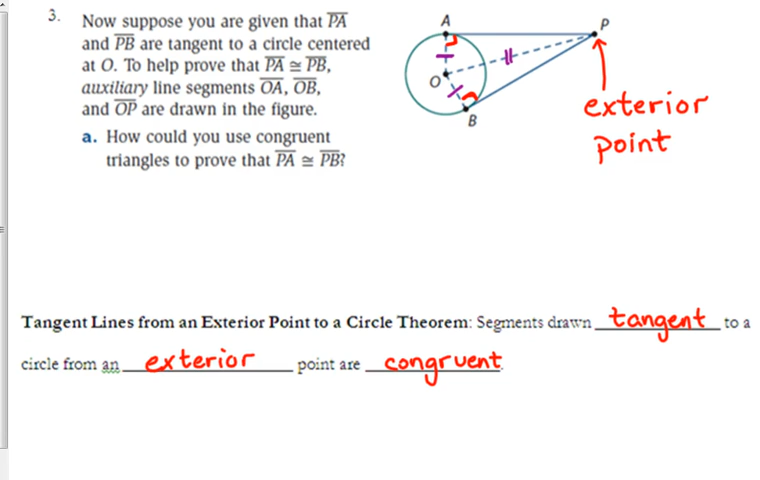 3. Now suppose you are given that PA
and PB are tangent to a circle centered
at O. To help prove that PA ≅ PB,
auxiliary line segments OA, OB,
and OP are drawn in the figure.
a. How could you use congruent
triangles to prove that PA ≅ PB?
A
P
O
B
exterior
point
Tangent Lines from an Exterior Point to a Circle Theorem: Segments drawn tangent to a
circle from an exterior point are congruent.